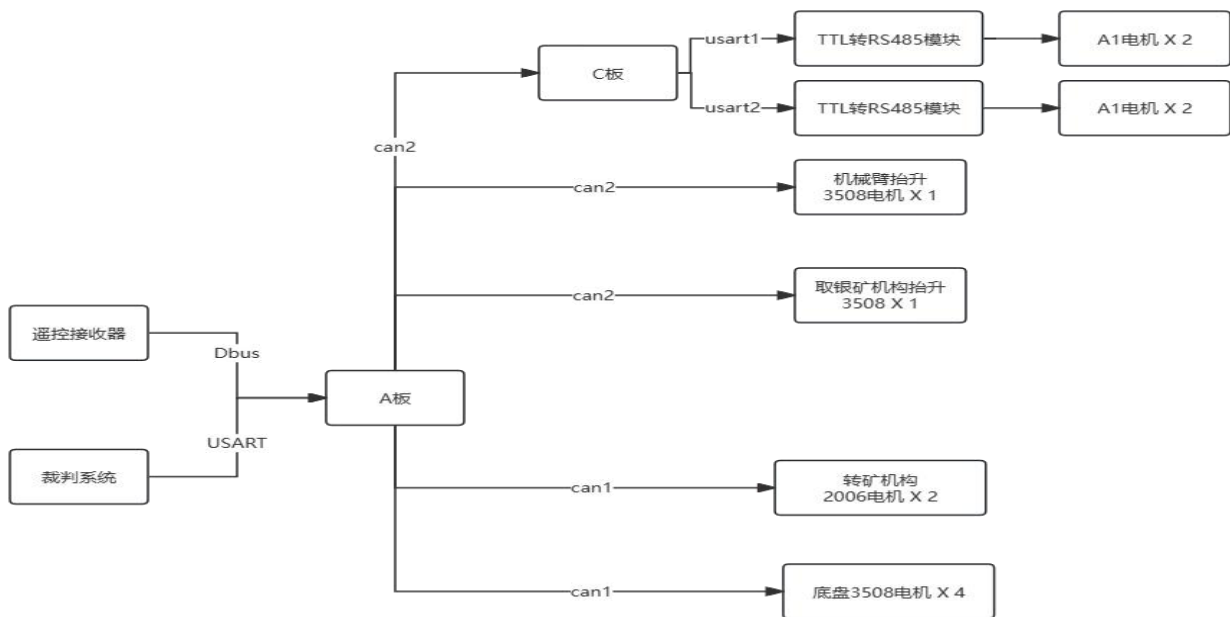 usart1
TTL转RS485模块
A1电机 X 2
C板
usart2
TTL转RS485模块
A1电机 X 2
can2
can2
机械臂抬升
3508电机 X 1
can2
取银矿机构抬升
3508 X 1
遥控接收器
Dbus
A板
USART
裁判系统
can1
转矿机构
2006电机 X 2
can1
底盘3508电机 X 4